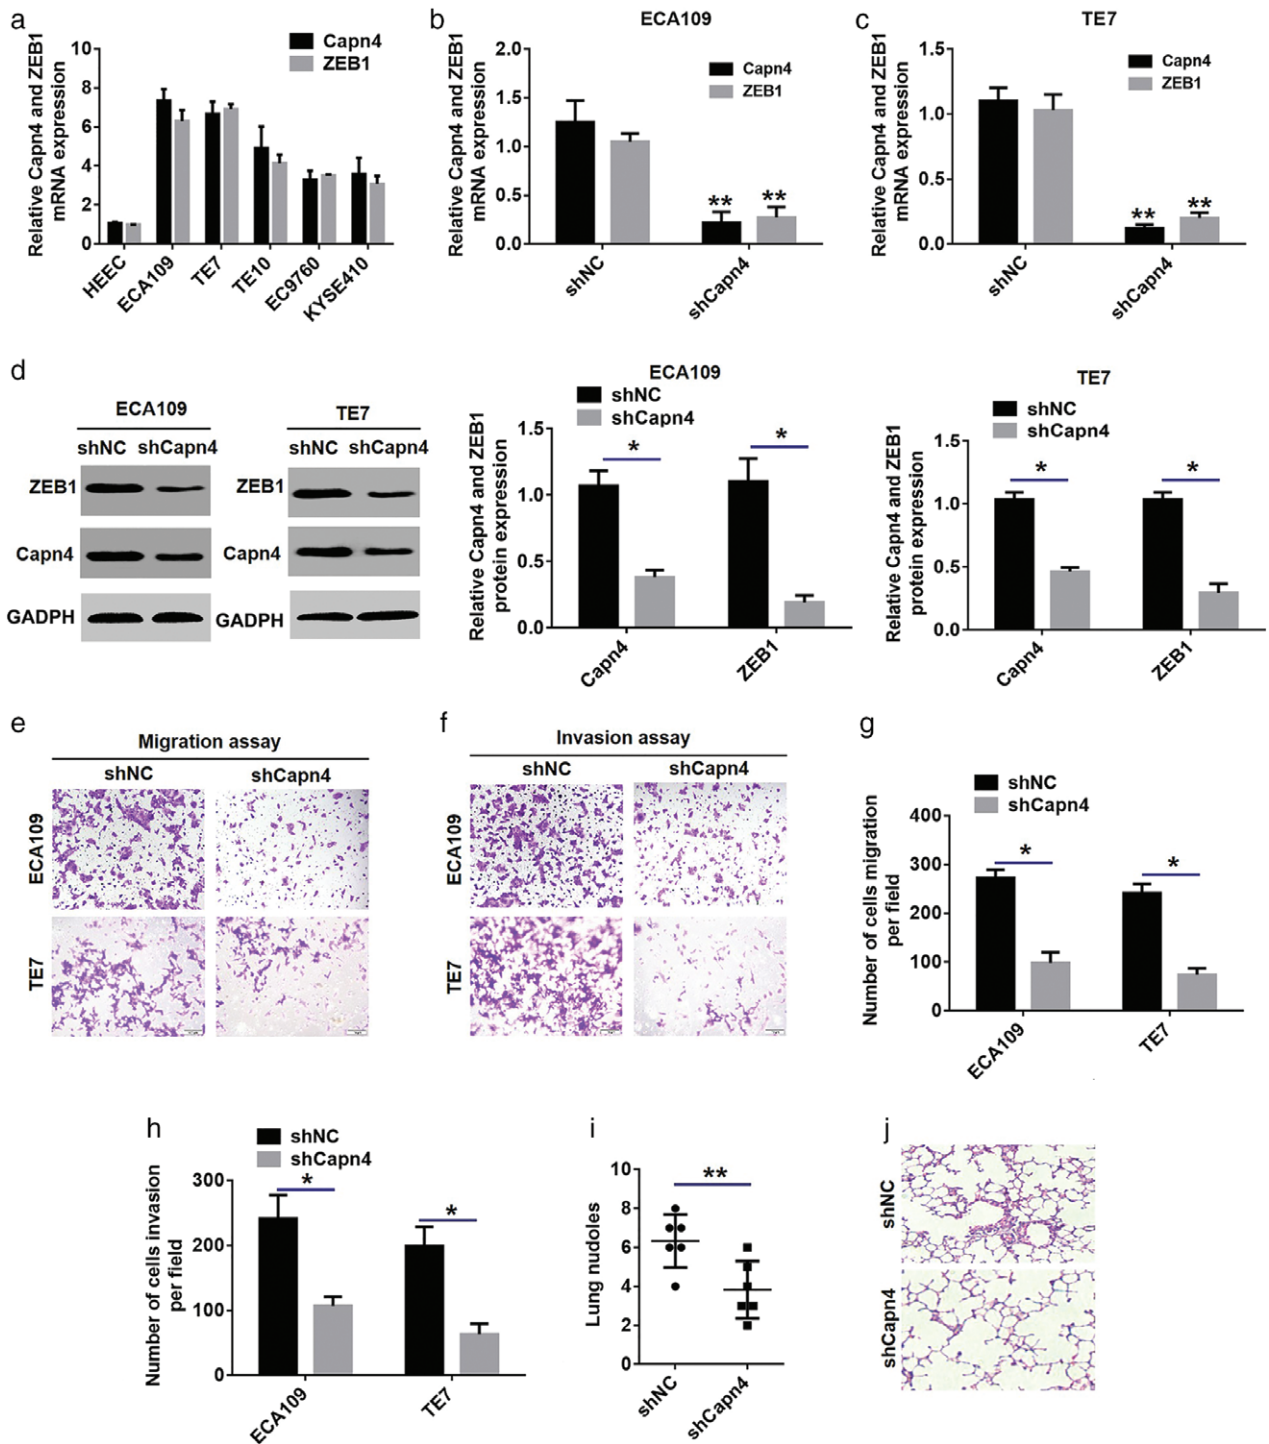 a
Relative Capn4 and ZEB1
mRNA expression
10
8
6
4
2
0
Capn4
ZEB1
HEEC
ECA109
TE7
TE10
EC9760
KYSE410
b
ECA109
Relative Capn4 and ZEB1
mRNA expression
2.0
1.5
1.0
0.5
0.0
Capn4
ZEB1
** **
shNC
shCapn4
c
TE7
Relative Capn4 and ZEB1
mRNA expression
1.5
1.0
0.5
0.0
Capn4
ZEB1
** **
shNC
shCapn4
d
ECA109
shNC shCapn4
ZEB1
Capn4
GADPH
TE7
shNC shCapn4
ZEB1
Capn4
GADPH
ECA109
shNC
shCapn4
Relative Capn4 and ZEB1
protein expression
1.5
1.0
0.5
0.0
* *
Capn4
ZEB1
TE7
shNC
shCapn4
Relative Capn4 and ZEB1
protein expression
1.5
1.0
0.5
0.0
* *
Capn4
ZEB1
e
Migration assay
shNC shCapn4
ECA109
TE7
f
Invasion assay
shNC shCapn4
ECA109
TE7
g
shNC
shCapn4
Number of cells migration
per field
400
300
200
100
0
* *
ECA109
TE7
h
shNC
shCapn4
Number of cells invasion
per field
300
200
100
0
* *
ECA109
TE7
i
Lung nudoles
10
8
6
4
2
0
**
shNC
shCapn4
j
shNC
shCapn4